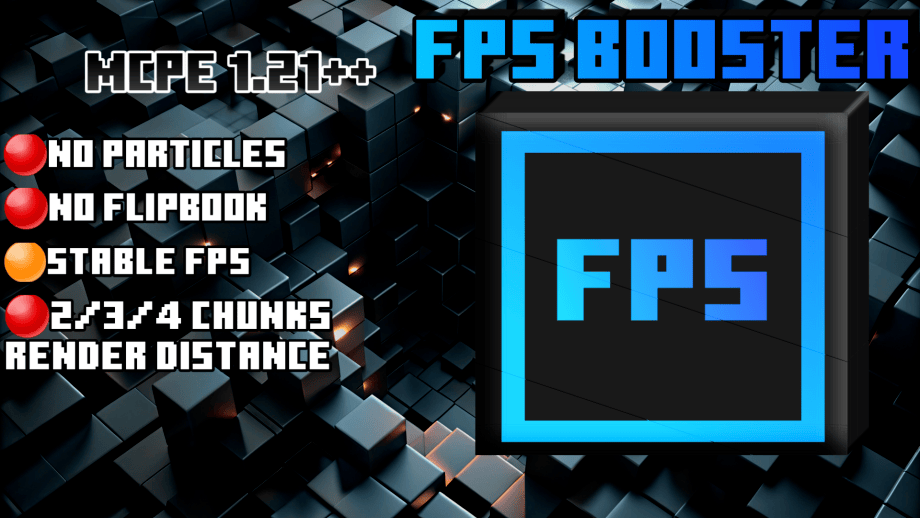 FPS BOOSTER
MCPE 1.21++
NO PARTICLES
NO FLIPBOOK
STABLE FPS
2/3/4 CHUNKS
RENDER DISTANCE
FPS